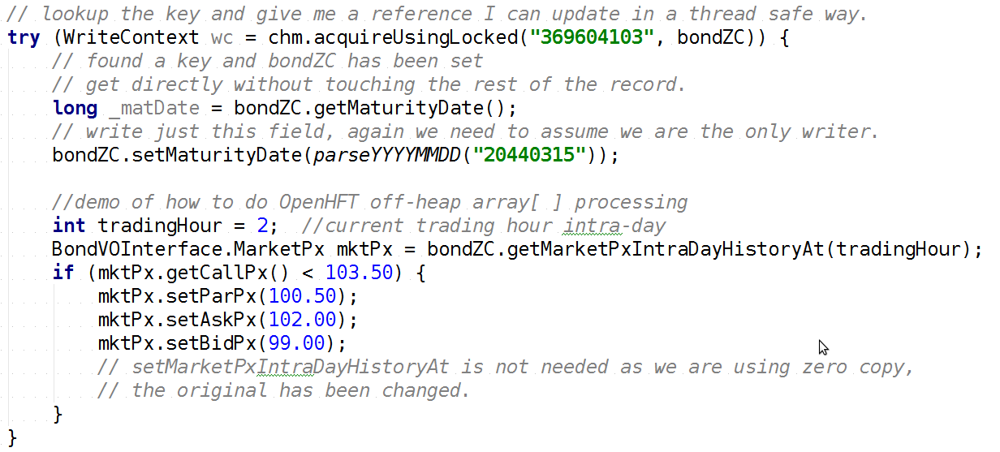 // lookup the key and give me a reference I can update in a thread safe way.
try (WriteContext wc = chm.acquireUsingLocked("369604103", bondZC)) {
    // found a key and bondZC has been set
    // get directly without touching the rest of the record.
    long _matDate = bondZC.getMaturityDate();
    // write just this field, again we need to assume we are the only writer.
    bondZC.setMaturityDate(parseYYYYMMDD("20440315"));

    //demo of how to do OpenHFT off-heap array[ ] processing
    int tradingHour = 2;  //current trading hour intra-day
    BondVOInterface.MarketPx mktPx = bondZC.getMarketPxIntraDayHistoryAt(tradingHour);
    if (mktPx.getCallPx() < 103.50) {
        mktPx.setParPx(100.50);
        mktPx.setAskPx(102.00);
        mktPx.setBidPx(99.00);
        // setMarketPxIntraDayHistoryAt is not needed as we are using zero copy,
        // the original has been changed.
    }
}